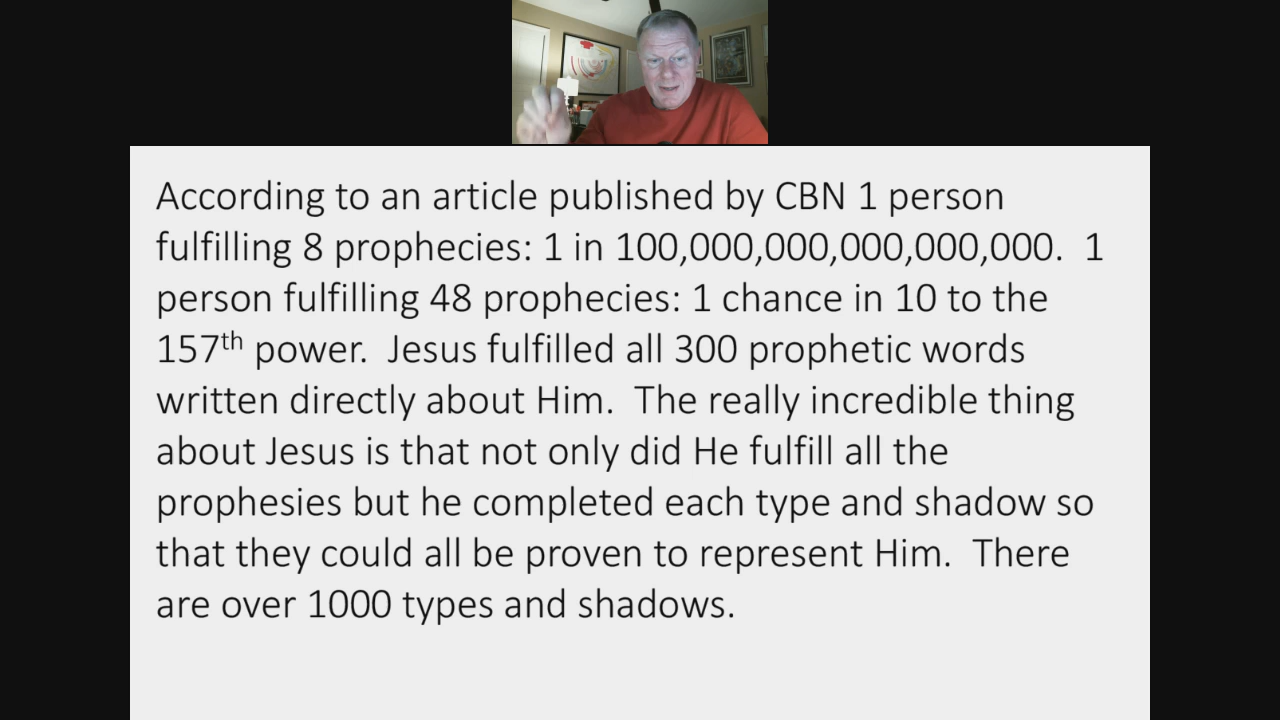 According to an article published by CBN 1 person
fulfilling 8 prophecies: 1 in 100,000,000,000,000,000.  1
person fulfilling 48 prophecies: 1 chance in 10 to the
157th power.  Jesus fulfilled all 300 prophetic words
written directly about Him.  The really incredible thing
about Jesus is that not only did He fulfill all the
prophesies but he completed each type and shadow so
that they could all be proven to represent Him.  There
are over 1000 types and shadows.